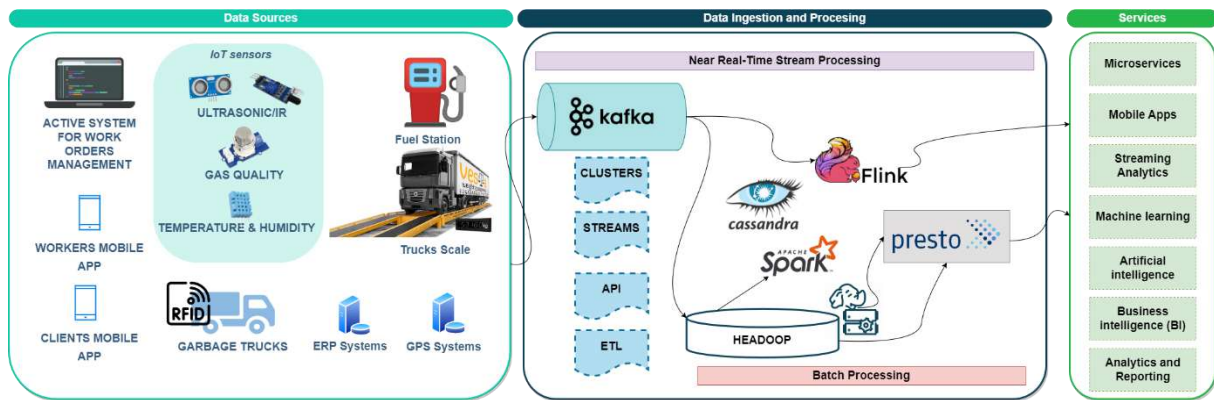 Data Sources
Data Ingestion and Procesing
Services
IoT sensors
ACTIVE SYSTEM
FOR WORK
ORDERS
MANAGEMENT
ULTRASONIC/IR
GAS QUALITY
TEMPERATURE & HUMIDITY
Fuel Station
Trucks Scale
WORKERS MOBILE
APP
CLIENTS MOBILE
APP
RFID
GARBAGE TRUCKS
ERP Systems
GPS Systems
Near Real-Time Stream Processing
kafka
CLUSTERS
STREAMS
API
ETL
Flink
cassandra
APACHE
Spark
presto
HEADOOP
Batch Processing
Microservices
Mobile Apps
Streaming
Analytics
Machine learning
Artificial
intelligence
Business
intelligence (BI)
Analytics and
Reporting